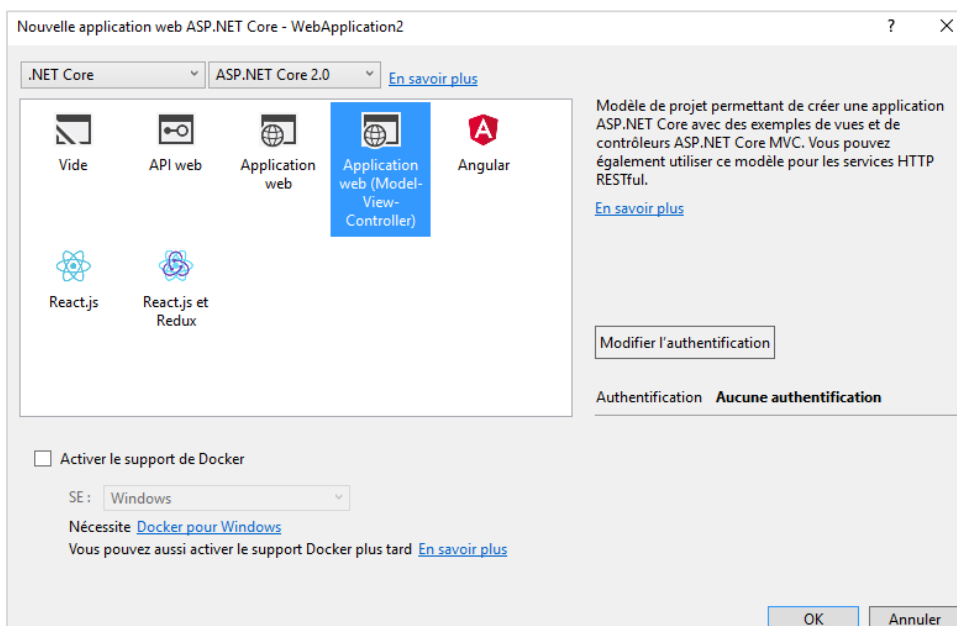 Nouvelle application web ASP.NET Core - WebApplication2
?
.NET Core
ASP.NET Core 2.0
En savoir plus
Vide
API web
Application
web
Application
web (Model-
View-
Controller)
Angular
React.js
React.js et
Redux
Modèle de projet permettant de créer une application
ASP.NET Core avec des exemples de vues et de
contrôleurs ASP.NET Core MVC. Vous pouvez
également utiliser ce modèle pour les services HTTP
RESTful.
En savoir plus
Modifier l'authentification
Authentification Aucune authentification
Activer le support de Docker
SE : Windows
Nécessite Docker pour Windows
Vous pouvez aussi activer le support Docker plus tard En savoir plus
OK
Annuler